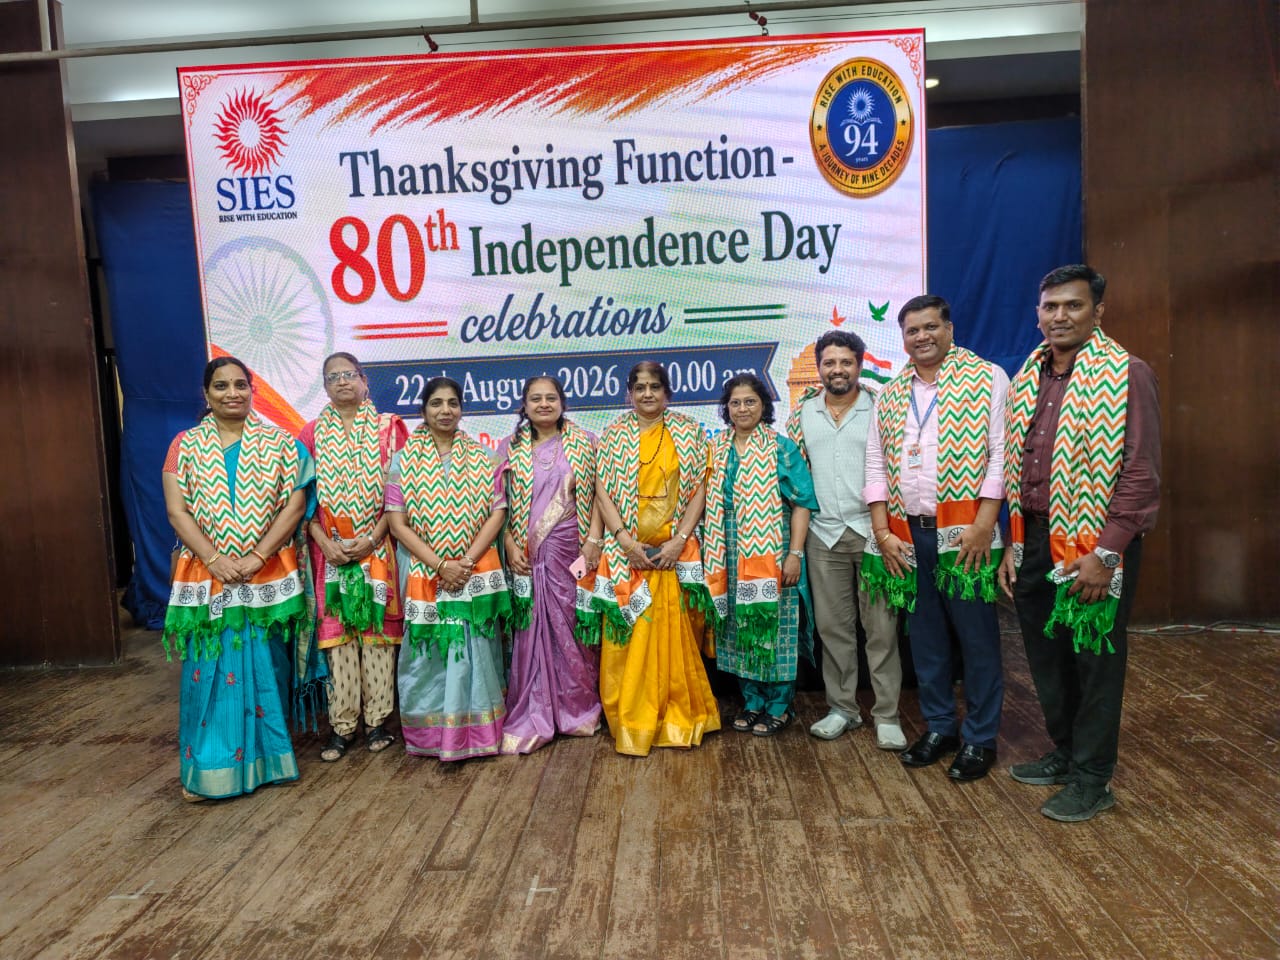 SIES
RISE WITH EDUCATION
RISE WITH EDUCATION
94
years
A JOURNEY OF NINE DECADES
Thanksgiving Function -
80th Independence Day
celebrations
August 2026